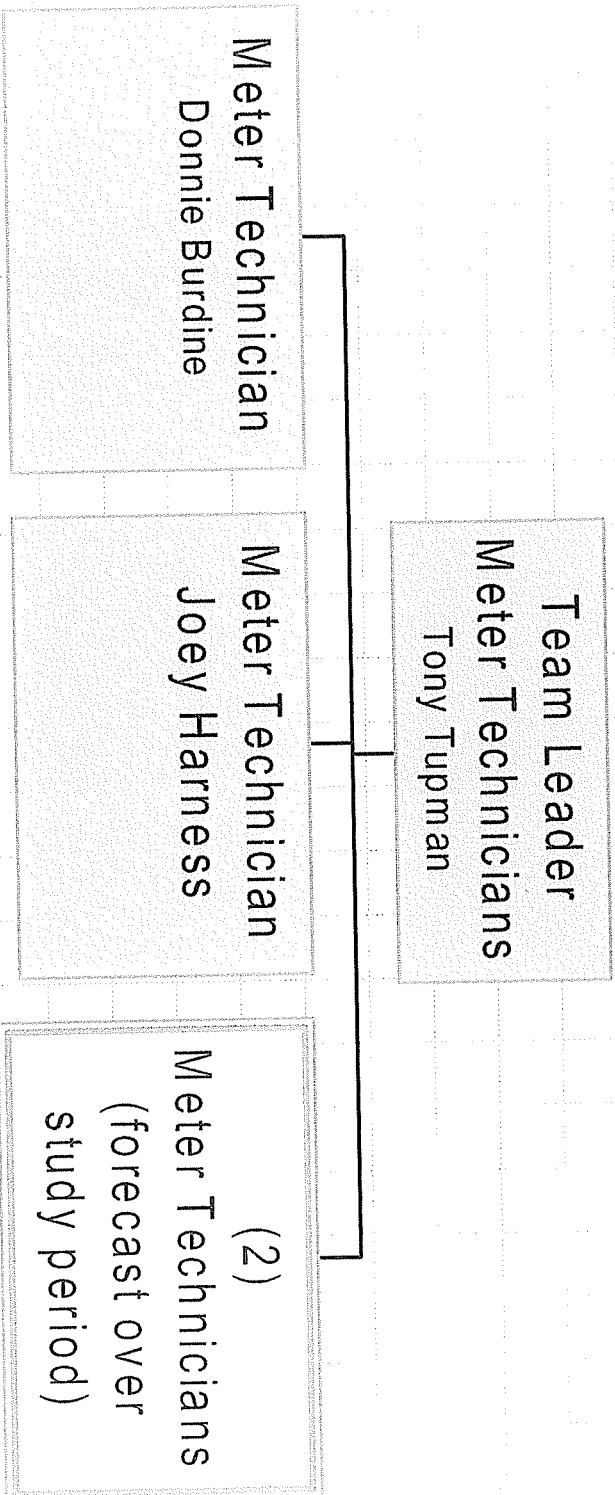 Team Leader
Meter Technicians
Tony Tupman
Meter Technician
Donnie Burdine
Meter Technician
Joey Harness
(2)
Meter Technicians
(forecast over
study period)